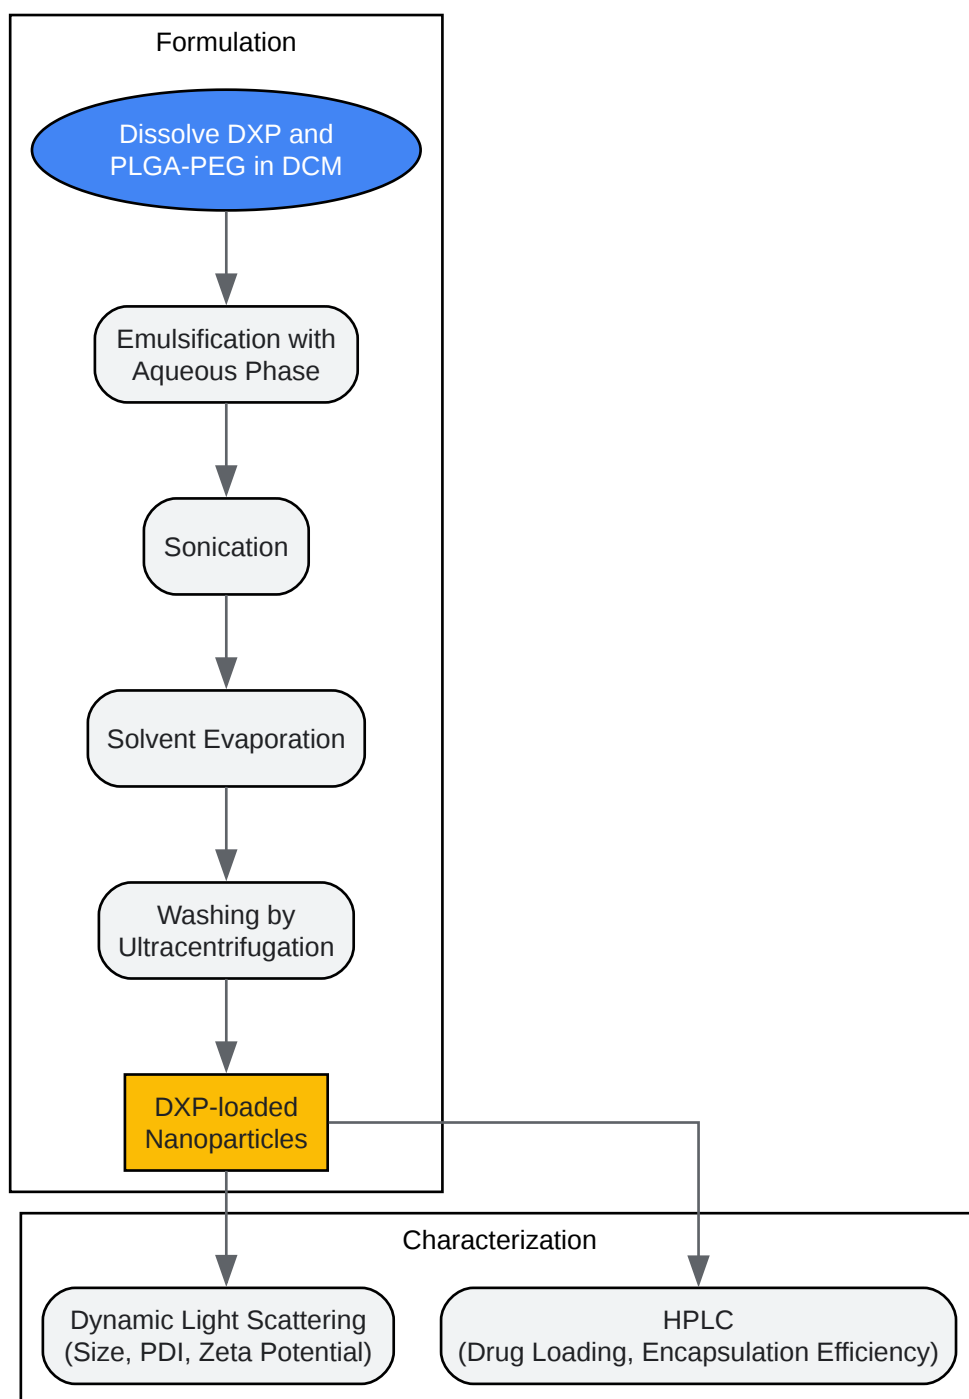 Formulation
Dissolve DXP and
PLGA-PEG in DCM
Emulsification with
Aqueous Phase
Sonication
Solvent Evaporation
Washing by
Ultracentrifugation
DXP-loaded
Nanoparticles
Characterization
Dynamic Light Scattering
(Size, PDI, Zeta Potential)
HPLC
(Drug Loading, Encapsulation Efficiency)